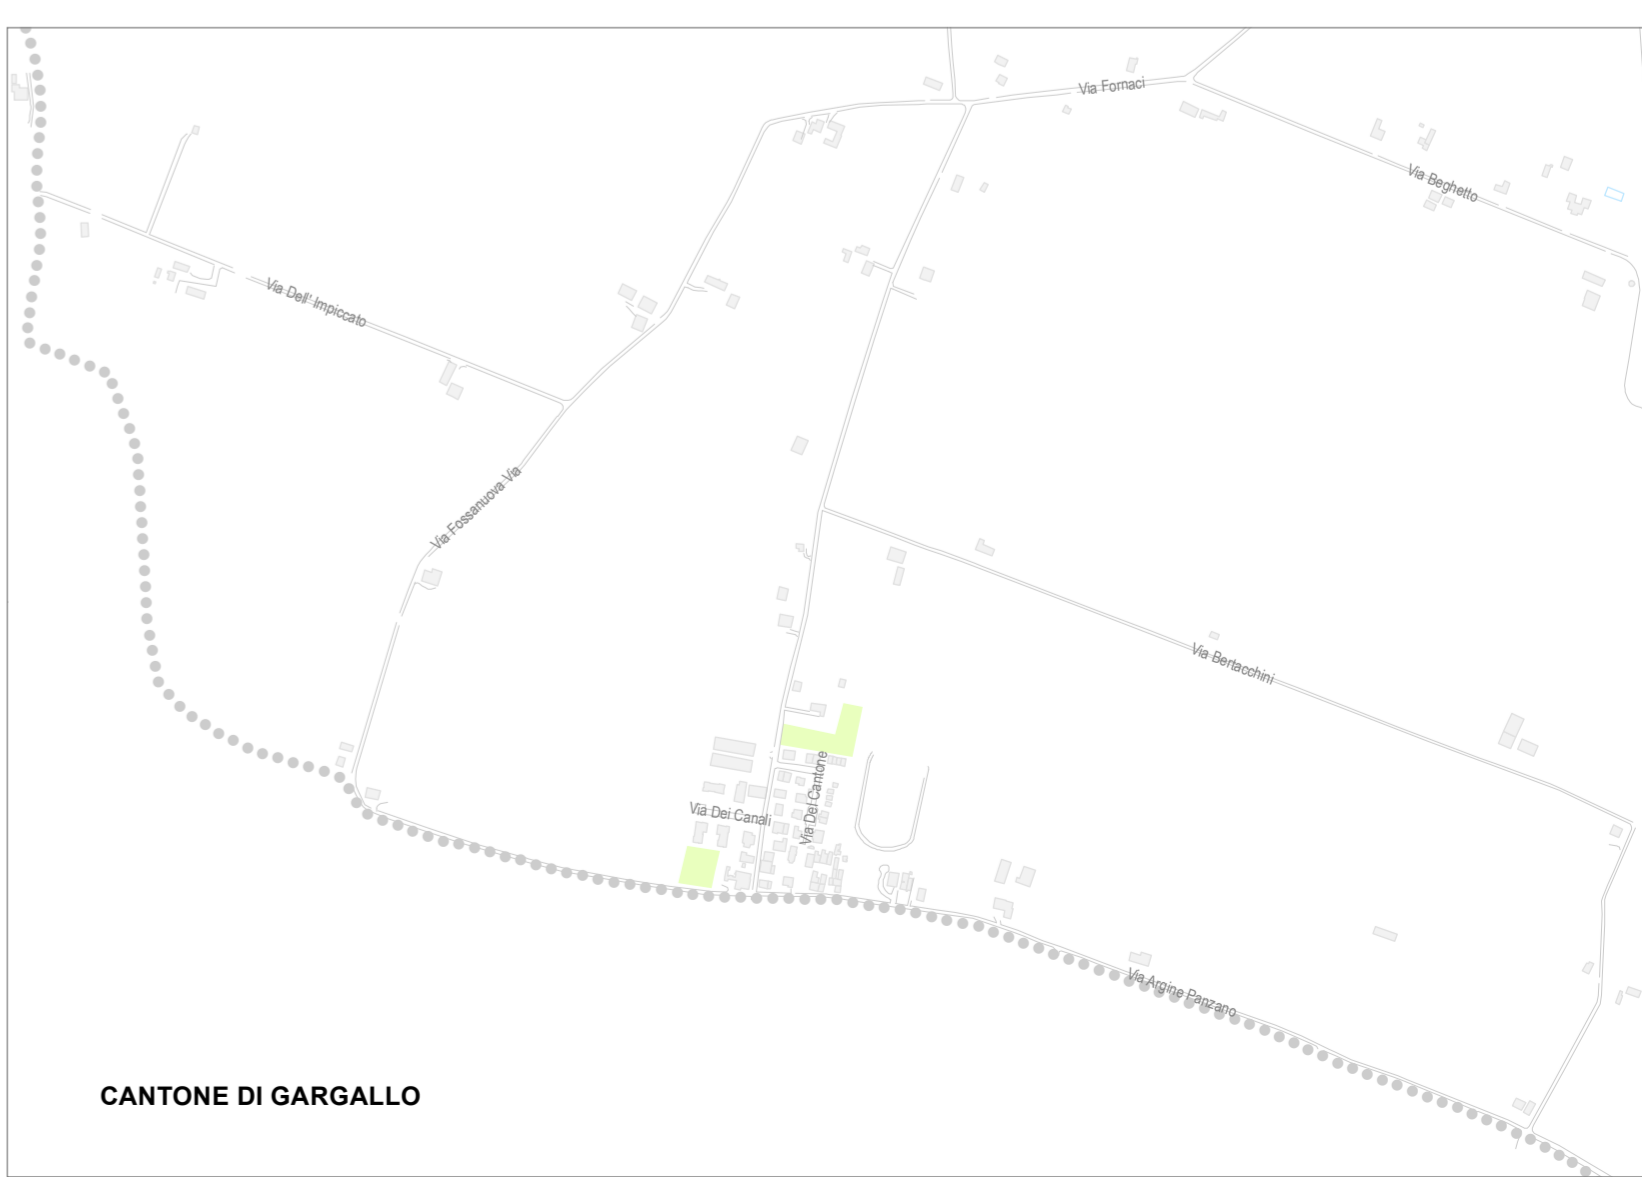 Via Fornaci
Via Beghetto
Via Dell' Impiccato
Via Fossanuova Via
Via Bertacchini
Via Del Cantone
Via Dei Canali
Via Argine Panzano
CANTONE DI GARGALLO